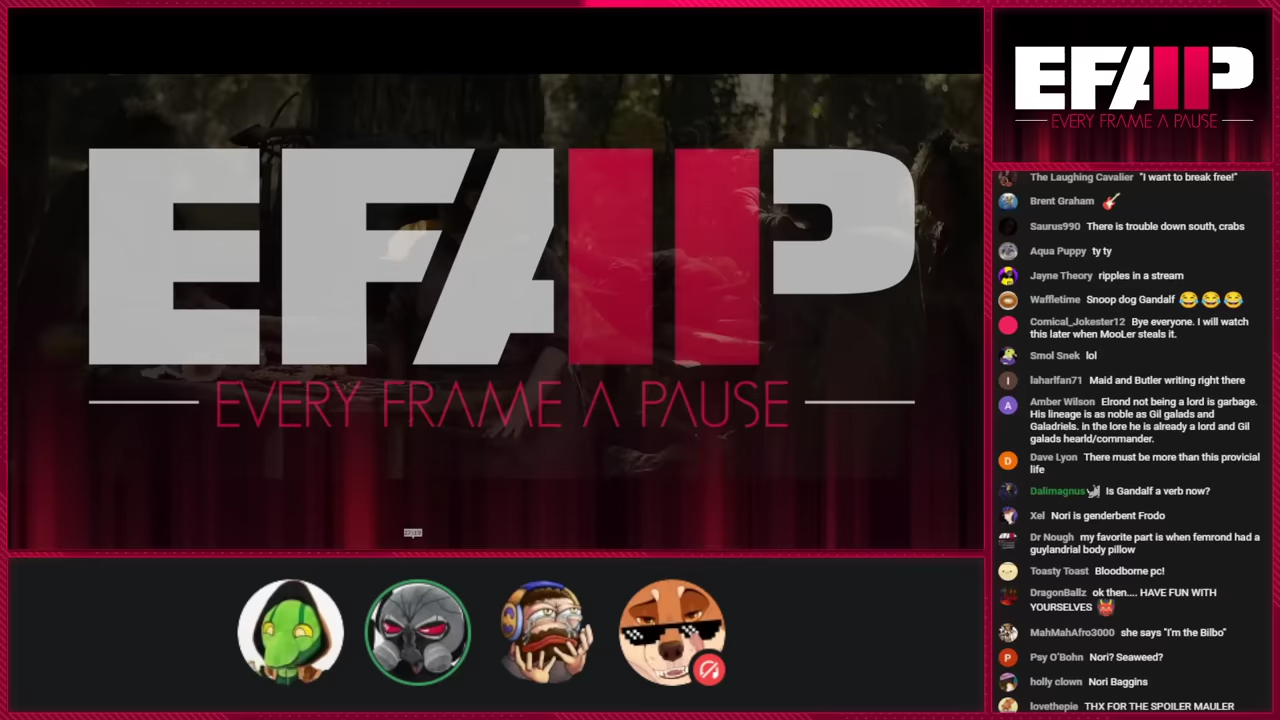 EFAP
EVERY FRAME A PAUSE
EFAP
EVERY FRAME A PAUSE
The Laughing Cavalier "I want to break free!"
Brent Graham
Saurus990 There is trouble down south, crabs
Aqua Puppy ty ty
Jayne Theory ripples in a stream
Waffletime Snoop dog Gandalf
Comical_Jokester12 Bye everyone. I will watch
this later when MooLer steals it.
Smol Snek lol
laharlfan71 Maid and Butler writing right there
Amber Wilson Elrond not being a lord is garbage.
His lineage is as noble as Gil galads and
Galadriels. in the lore he is already a lord and Gil
galads hearld/commander.
Dave Lyon There must be more than this provicial
life
Dalimagnus Is Gandalf a verb now?
Xel Nori is genderbent Frodo
Dr Nough my favorite part is when femrond had a
guylandrial body pillow
Toasty Toast Bloodborne pc!
DragonBallz ok then.... HAVE FUN WITH
YOURSELVES
MahMahAfro3000 she says "I'm the Bilbo"
Psy O'Bohn Nori? Seaweed?
holly clown Nori Baggins
lovethepie THX FOR THE SPOILER MAULER
I
A
D
P